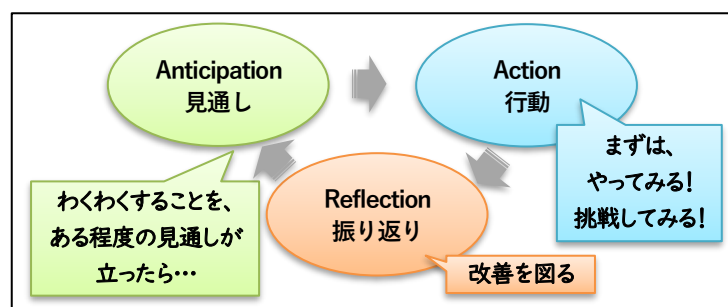 Anticipation
見通し
Action
行動
まずは、
やってみる!
挑戦してみる!
わくわくすることを、
ある程度の見通しが
立ったら…
Reflection
振り返り
改善を図る